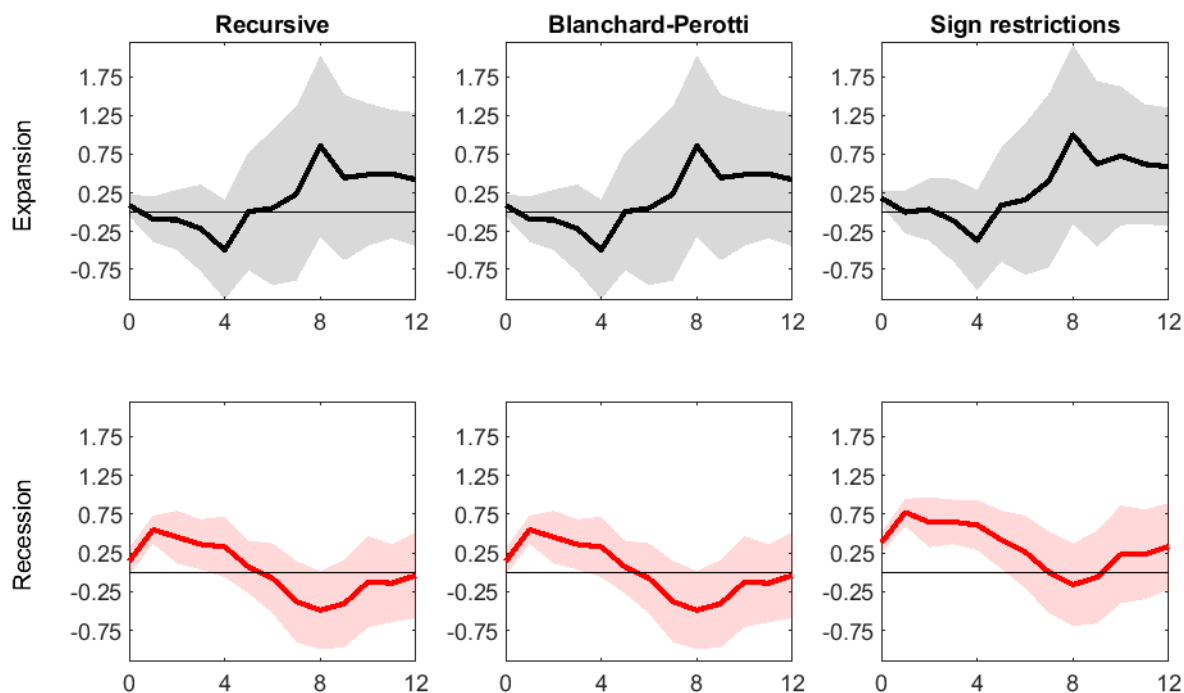 Recursive Blanchard-Perotti Sign restrictions
Expansion
1.75 1.75 1.75
1.25 1.25 1.25
0.75 0.75 0.75
0.25 0.25 0.25
-0.25 -0.25 -0.25
-0.75 -0.75 -0.75
0 4 8 12 0 4 8 12 0 4 8 12
Recession
1.75 1.75 1.75
1.25 1.25 1.25
0.75 0.75 0.75
0.25 0.25 0.25
-0.25 -0.25 -0.25
-0.75 -0.75 -0.75
0 4 8 12 0 4 8 12 0 4 8 12